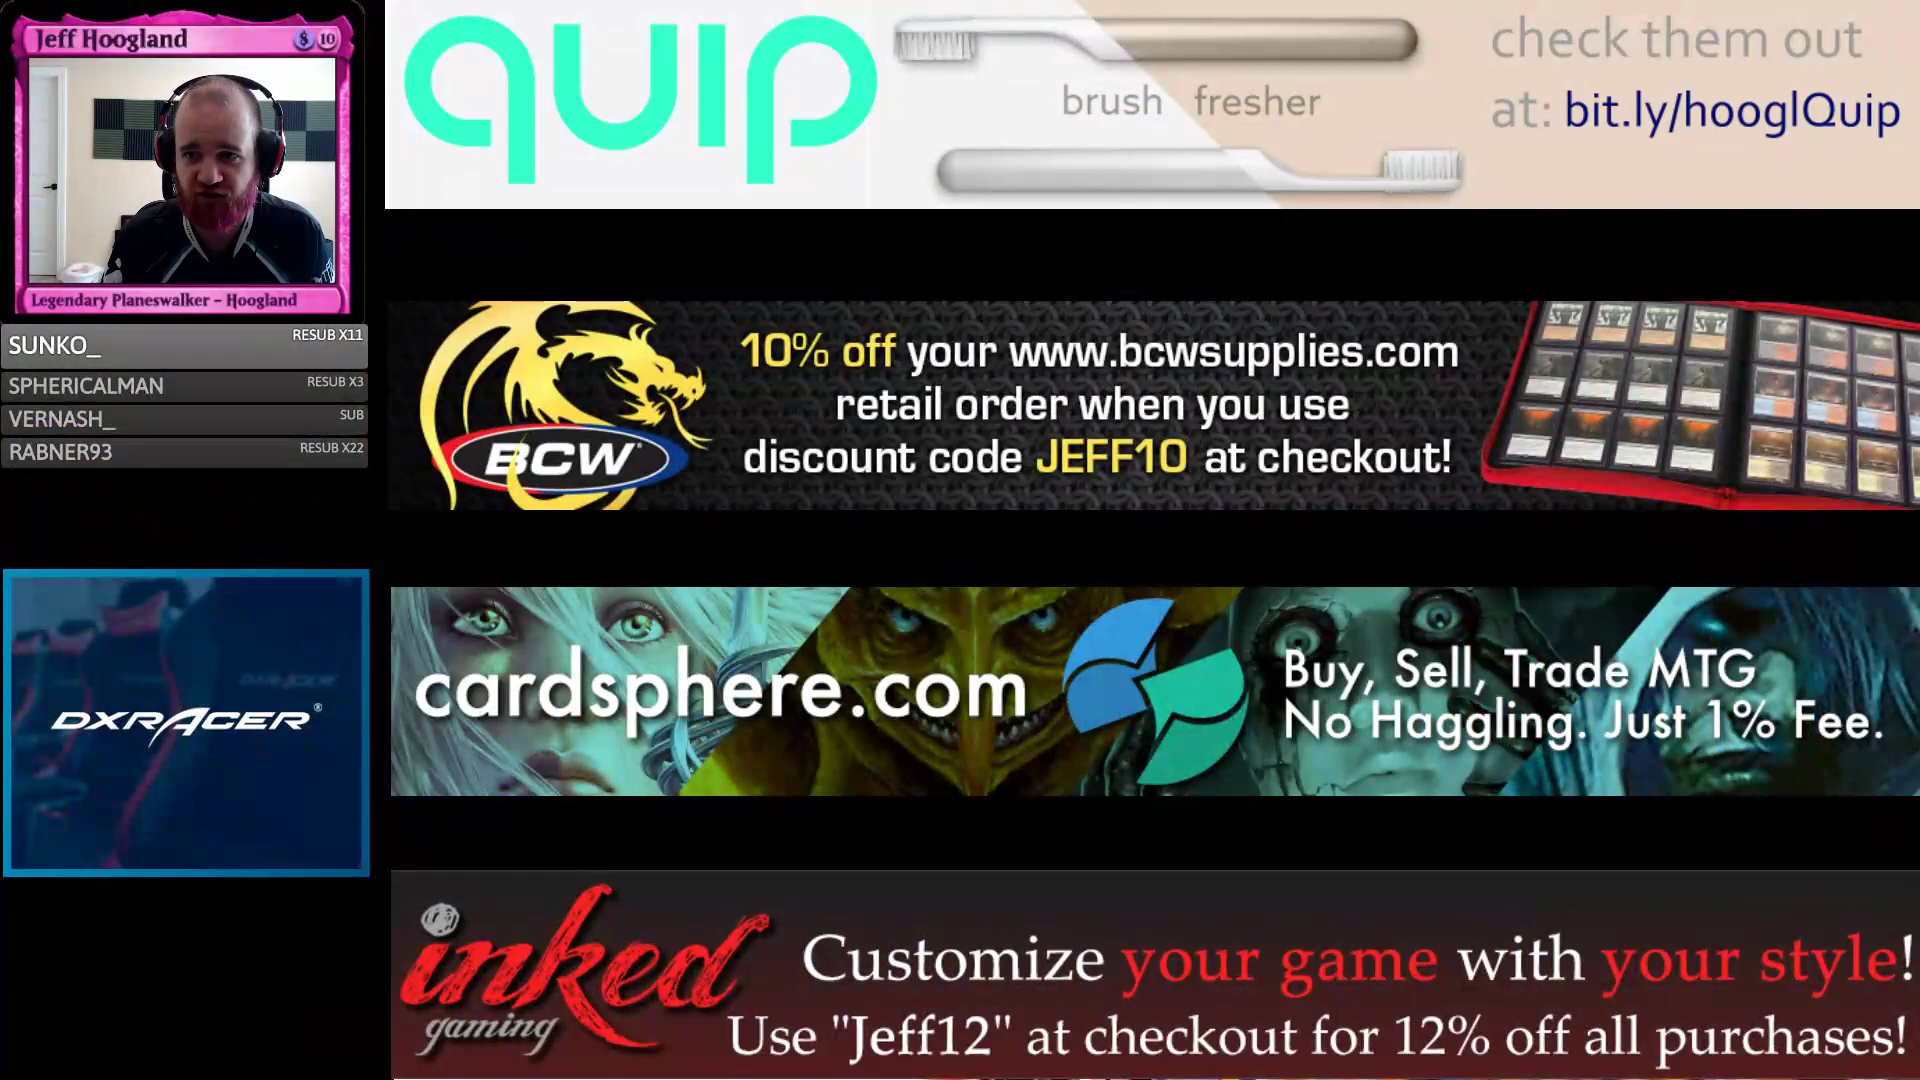 Jeff Hoogland
$ 10
Legendary Planeswalker - Hoogland
SUNKO_ RESUB X11
SPHERICALMAN RESUB X3
VERNASH_ SUB
RABNER93 RESUB X22
DXRACER®
quip
brush fresher
check them out
at: bit.ly/hooglQuip
BCW
10% off your www.bcwsupplies.com
retail order when you use
discount code JEFF10 at checkout!
cardsphere.com
Buy, Sell, Trade MTG
No Haggling. Just 1% Fee.
inked
gaming
Customize your game with your style!
Use "Jeff12" at checkout for 12% off all purchases!